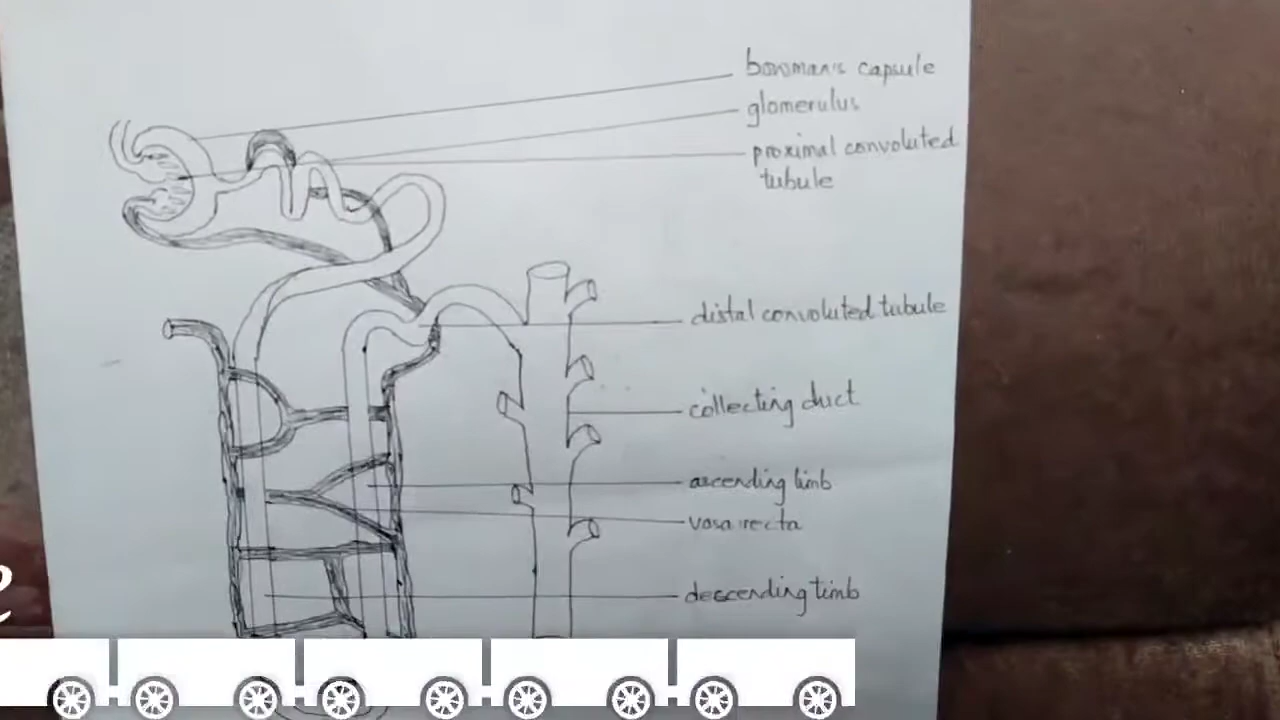 bowman's capsule
glomerulus
proximal convoluted
tubule
distal convoluted tubule
collecting duct
ascending limb
vasa recta
descending limb
e